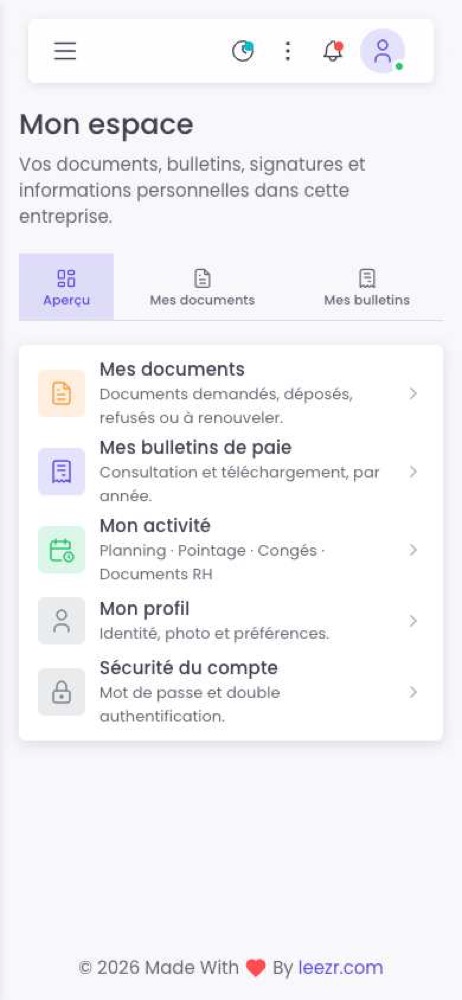 Mon espace
Vos documents, bulletins, signatures et
informations personnelles dans cette
entreprise.
Aperçu
Mes documents
Mes bulletins
Mes documents
Documents demandés, déposés,
refusés ou à renouveler.
Mes bulletins de paie
Consultation et téléchargement, par
année.
Mon activité
Planning · Pointage · Congés ·
Documents RH
Mon profil
Identité, photo et préférences.
Sécurité du compte
Mot de passe et double
authentification.
© 2026 Made With ❤ By leezr.com